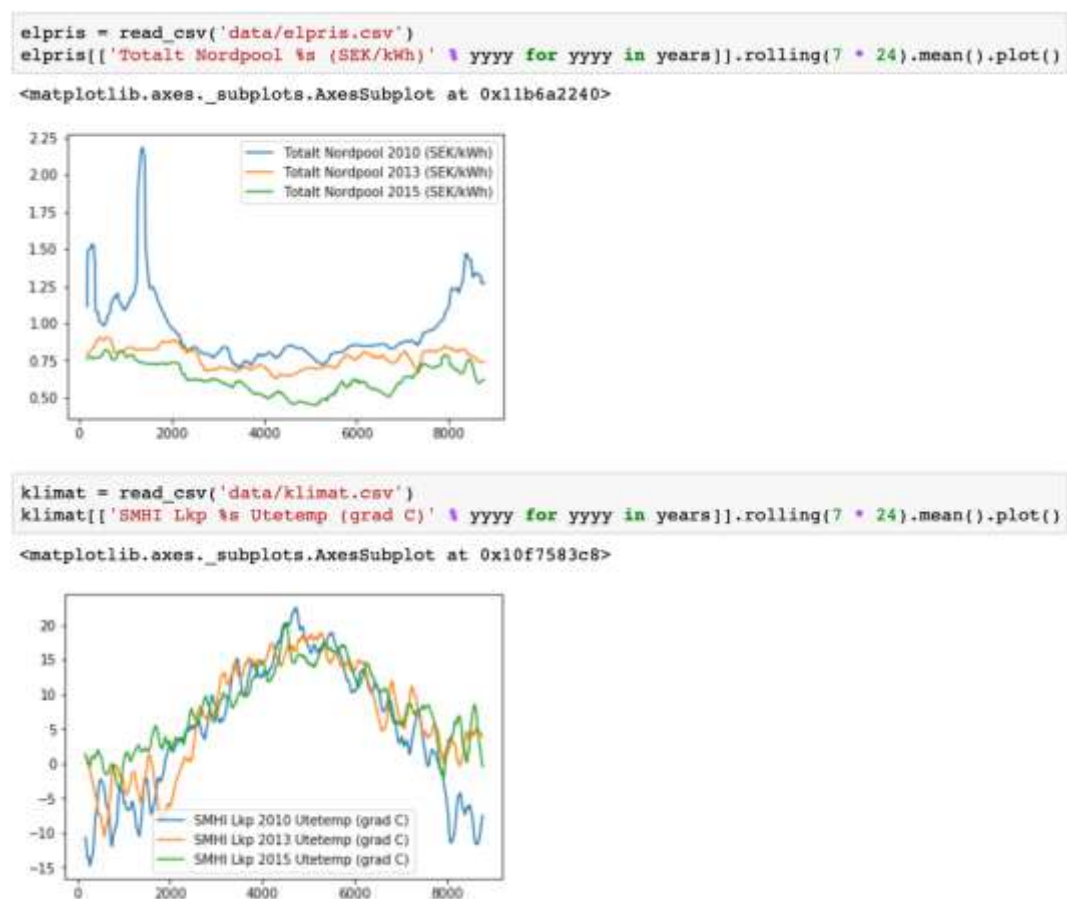 elpris = read_csv('data/elpris.csv')
elpris[['Totalt Nordpool %s (SEK/kWh)' % yyyy for yyyy in years]].rolling(7 * 24).mean().plot()
<matplotlib.axes._subplots.AxesSubplot at 0x11b6a2240>
2.25
2.00
1.75
1.50
1.25
1.00
0.75
0.50
Totalt Nordpool 2010 (SEK/kWh)
Totalt Nordpool 2013 (SEK/kWh)
Totalt Nordpool 2015 (SEK/kWh)
0 2000 4000 6000 8000
klimat = read_csv('data/klimat.csv')
klimat[['SMHI Lkp %s Utetemp (grad C)' % yyyy for yyyy in years]].rolling(7 * 24).mean().plot()
<matplotlib.axes._subplots.AxesSubplot at 0x10f7583c8>
20
15
10
5
0
−5
−10
−15
SMHI Lkp 2010 Utetemp (grad C)
SMHI Lkp 2013 Utetemp (grad C)
SMHI Lkp 2015 Utetemp (grad C)
0 2000 4000 6000 8000